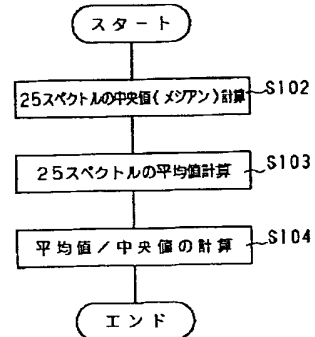 スタート
25スペクトルの中央値(メジアン)計算
S102
25スペクトルの平均値計算
S103
平均値/中央値の計算
S104
エンド